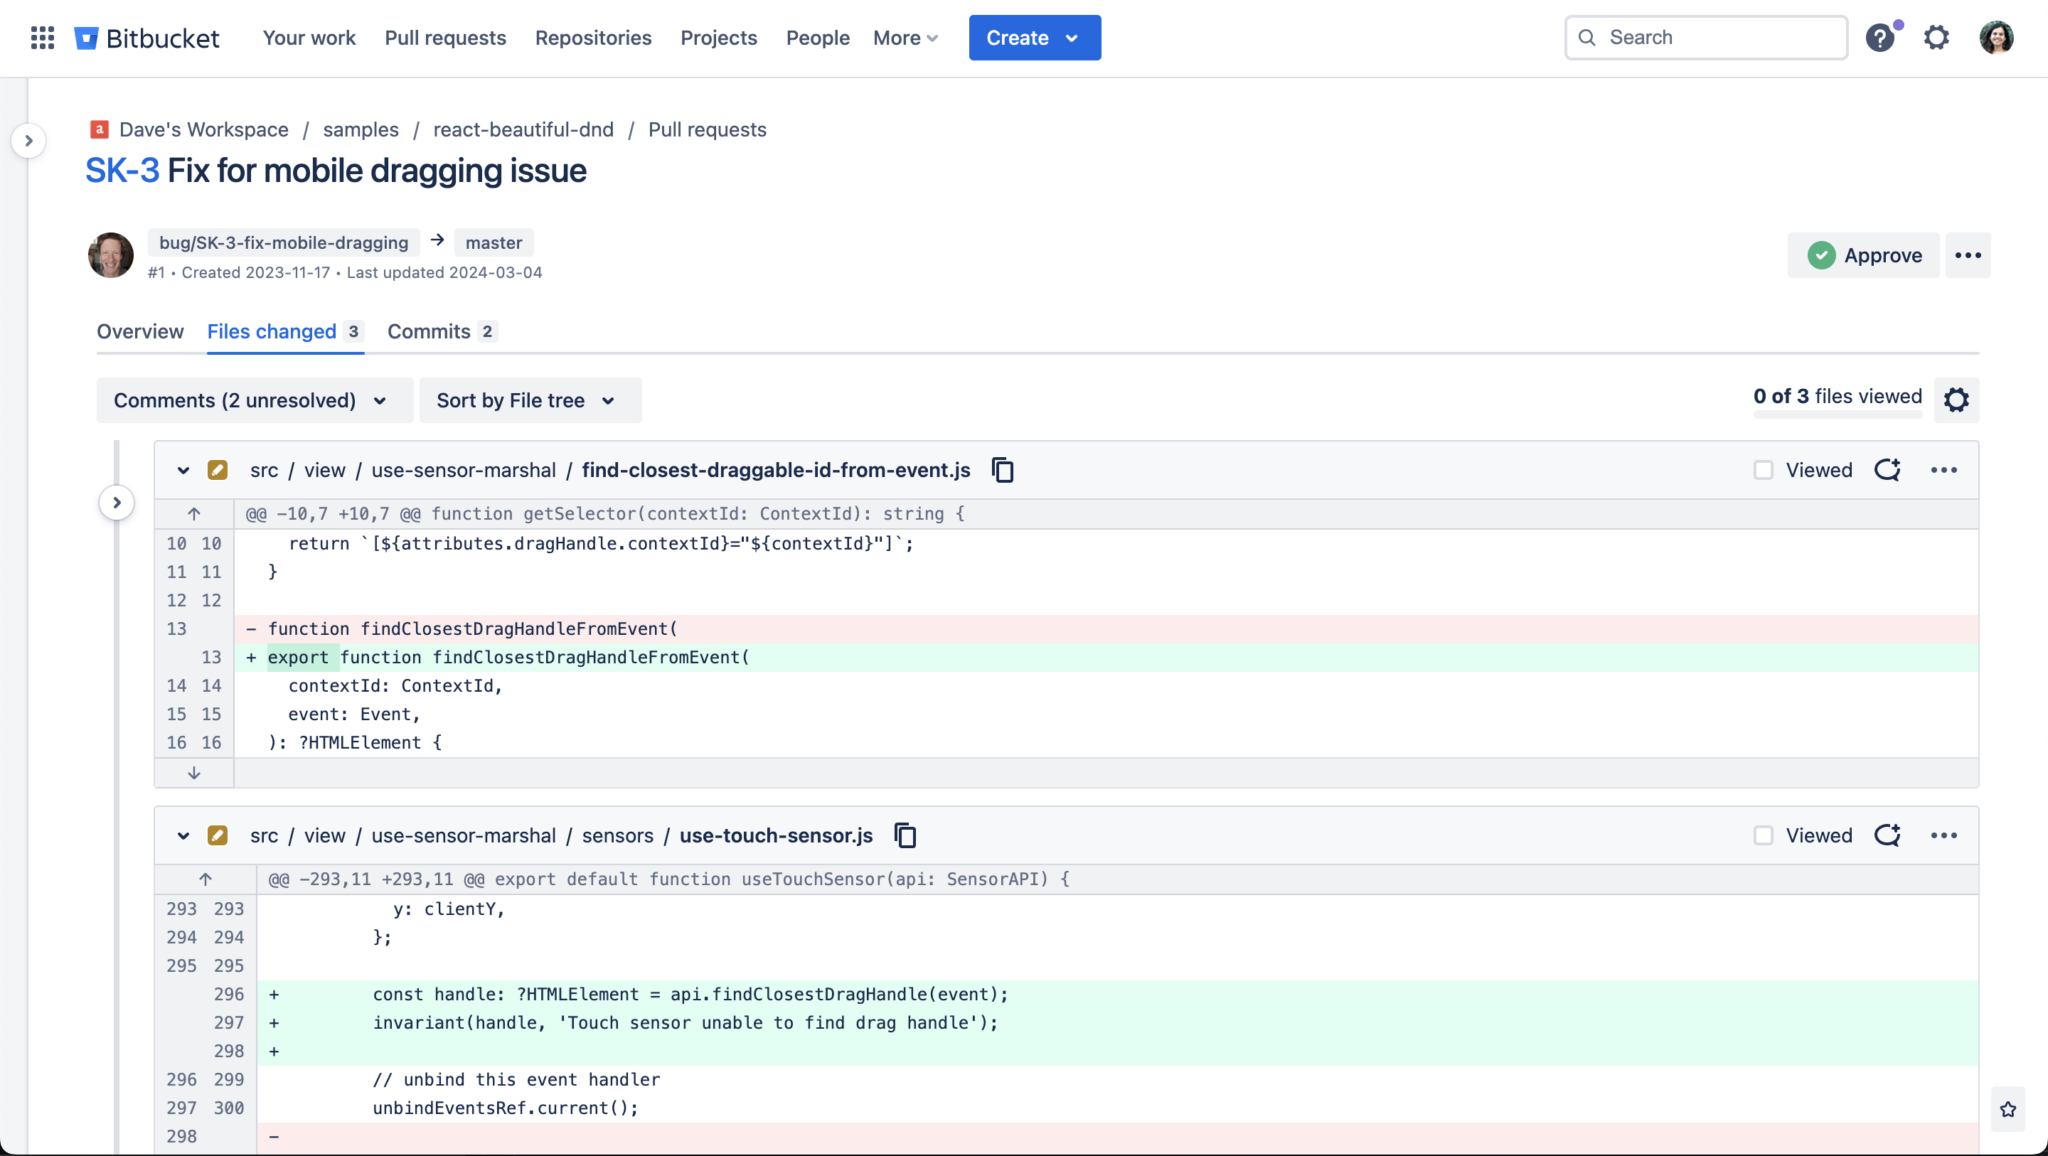 Bitbucket Your work Pull requests Repositories Projects People More Create Search ?
a Dave's Workspace / samples / react-beautiful-dnd / Pull requests
SK-3 Fix for mobile dragging issue
bug/SK-3-fix-mobile-dragging → master
#1 • Created 2023-11-17 • Last updated 2024-03-04
Approve •••
Overview Files changed 3 Commits 2
Comments (2 unresolved) Sort by File tree 0 of 3 files viewed
src / view / use-sensor-marshal / find-closest-draggable-id-from-event.js Viewed •••
@@ -10,7 +10,7 @@ function getSelector(contextId: ContextId): string {
10 10 return `[${attributes.dragHandle.contextId}="${contextId}"]`;
11 11 }
12 12
13 - function findClosestDragHandleFromEvent(
13 + export function findClosestDragHandleFromEvent(
14 14 contextId: ContextId,
15 15 event: Event,
16 16 ): ?HTMLElement {
src / view / use-sensor-marshal / sensors / use-touch-sensor.js Viewed •••
@@ -293,11 +293,11 @@ export default function useTouchSensor(api: SensorAPI) {
293 293 y: clientY,
294 294 };
295 295
296 + const handle: ?HTMLElement = api.findClosestDragHandle(event);
297 + invariant(handle, 'Touch sensor unable to find drag handle');
298 +
296 299 // unbind this event handler
297 300 unbindEventsRef.current();
298 -